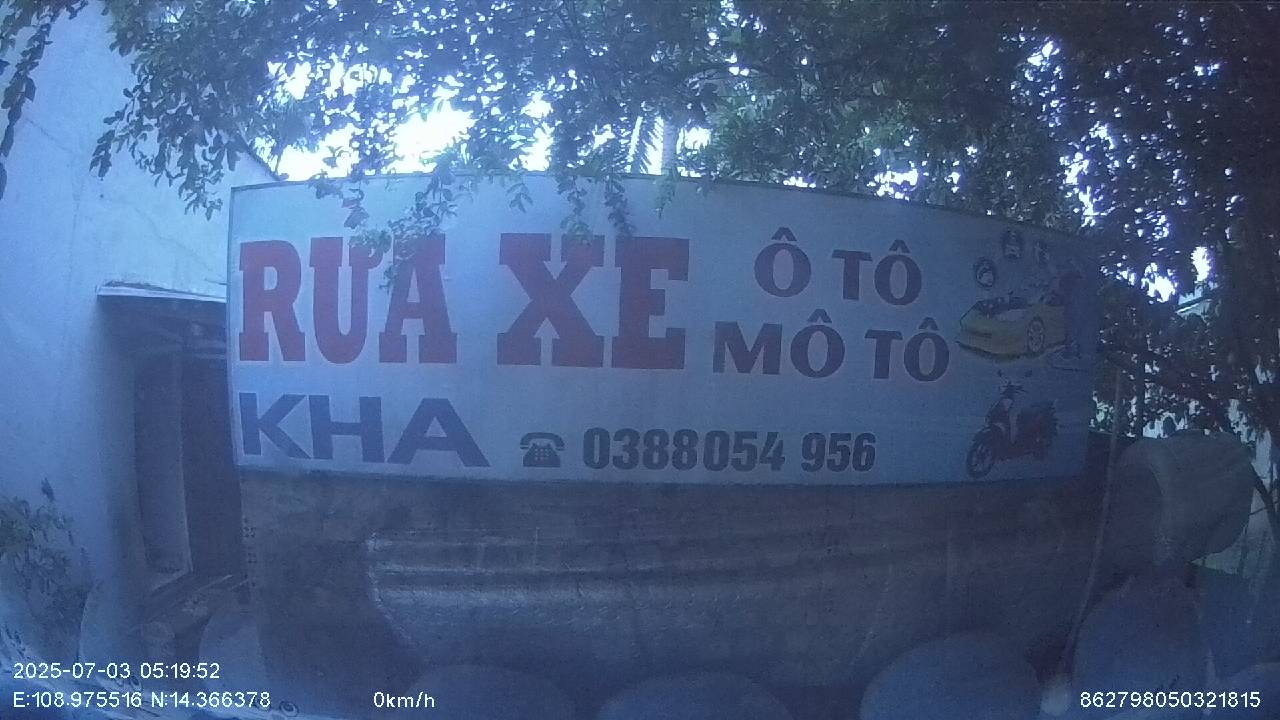 RỬA XE Ô TÔ
MÔ TÔ
KHA ☎ 0388054 956
2025-07-03 05:19:52
E:108.975516 N:14.366378 0km/h 862798050321815